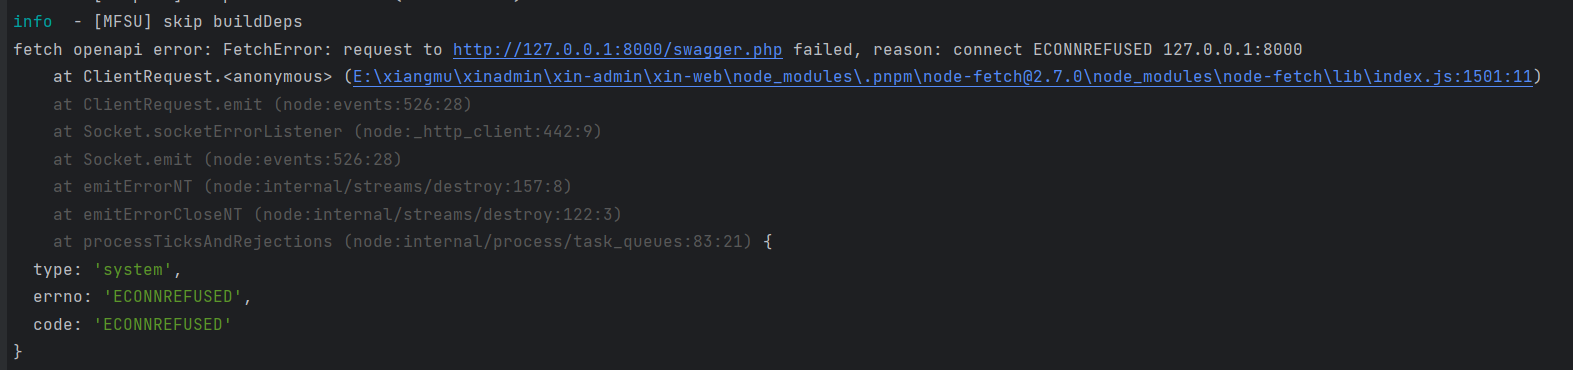 info  - [MFSU] skip buildDeps
fetch openapi error: FetchError: request to http://127.0.0.1:8000/swagger.php failed, reason: connect ECONNREFUSED 127.0.0.1:8000
    at ClientRequest.<anonymous> (E:\xiangmu\xinadmin\xin-admin\xin-web\node_modules\.pnpm\node-fetch@2.7.0\node_modules\node-fetch\lib\index.js:1501:11)
    at ClientRequest.emit (node:events:526:28)
    at Socket.socketErrorListener (node:_http_client:442:9)
    at Socket.emit (node:events:526:28)
    at emitErrorNT (node:internal/streams/destroy:157:8)
    at emitErrorCloseNT (node:internal/streams/destroy:122:3)
    at processTicksAndRejections (node:internal/process/task_queues:83:21) {
  type: 'system',
  errno: 'ECONNREFUSED',
  code: 'ECONNREFUSED'
}